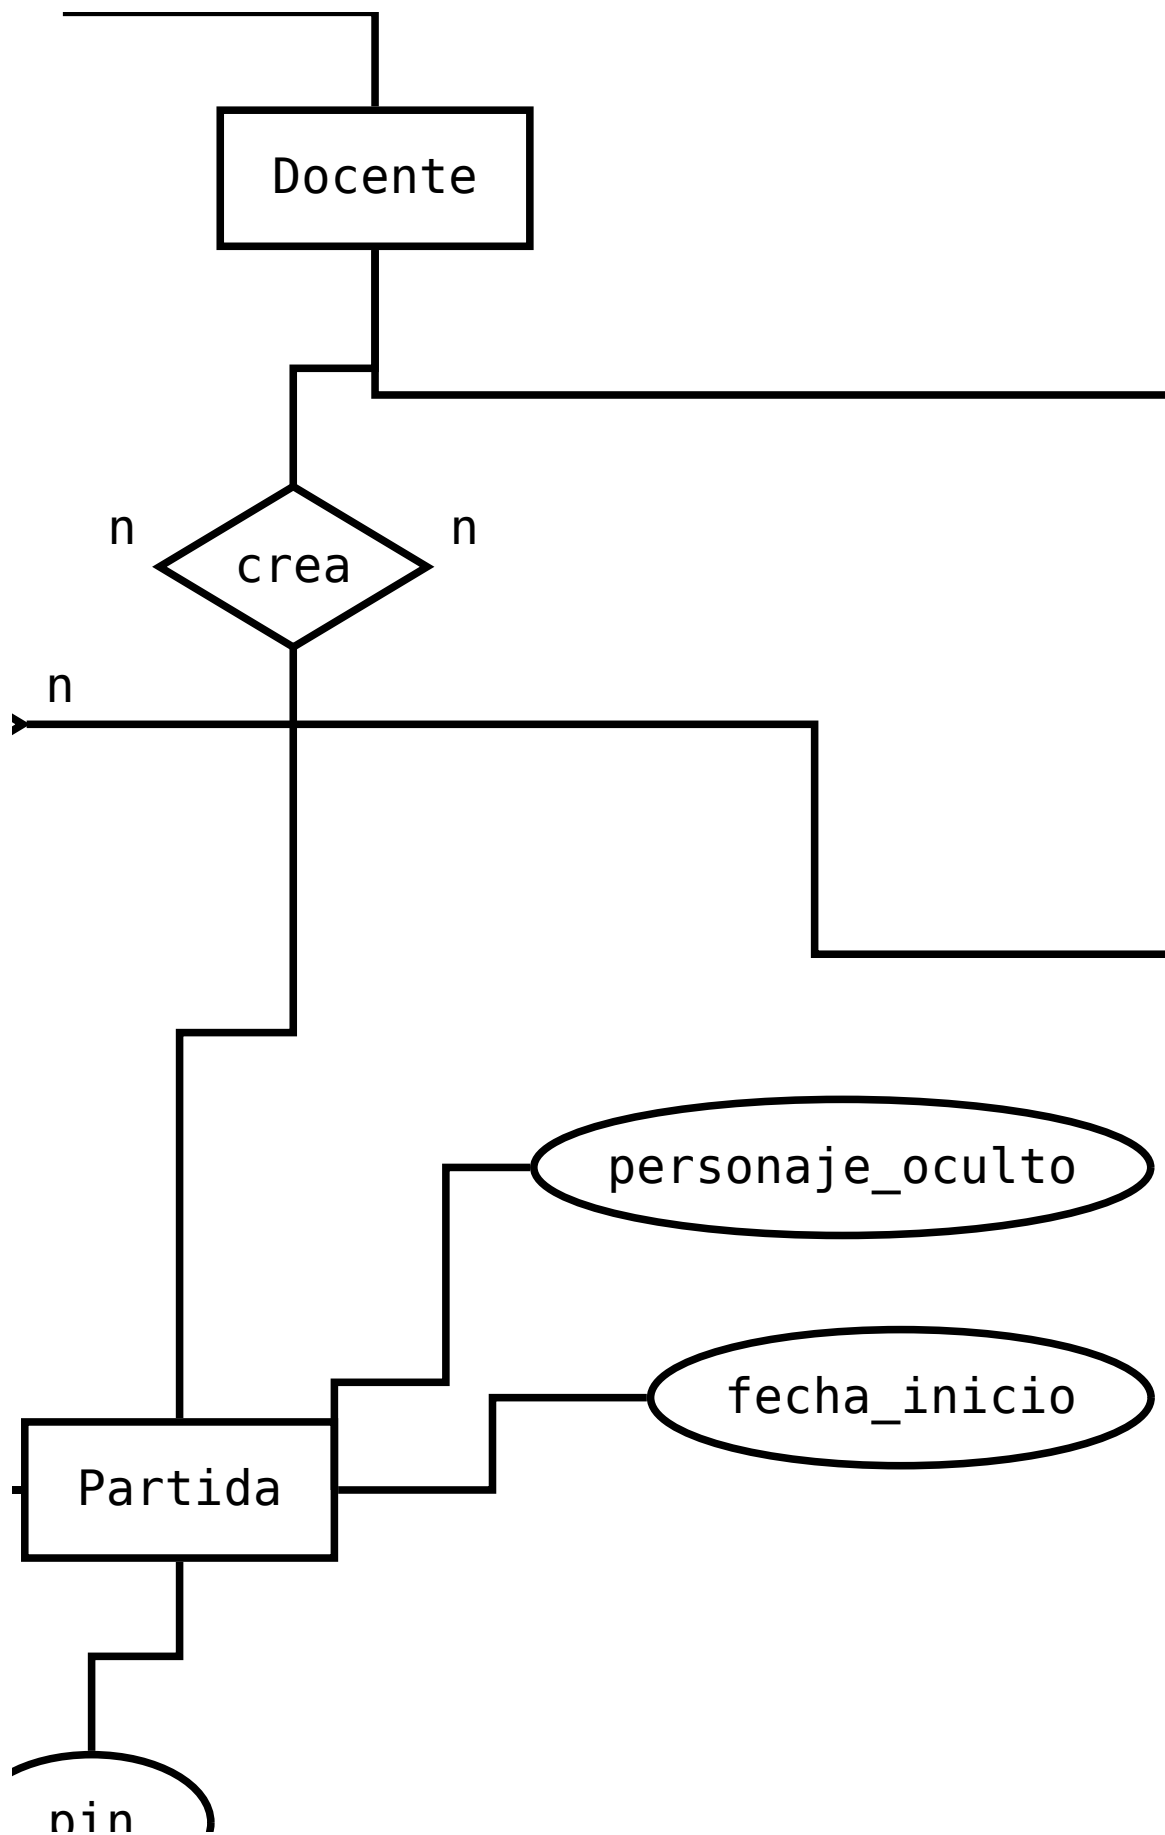 Docente
n
n
crea
n
personaje_oculto
fecha_inicio
Partida
pin